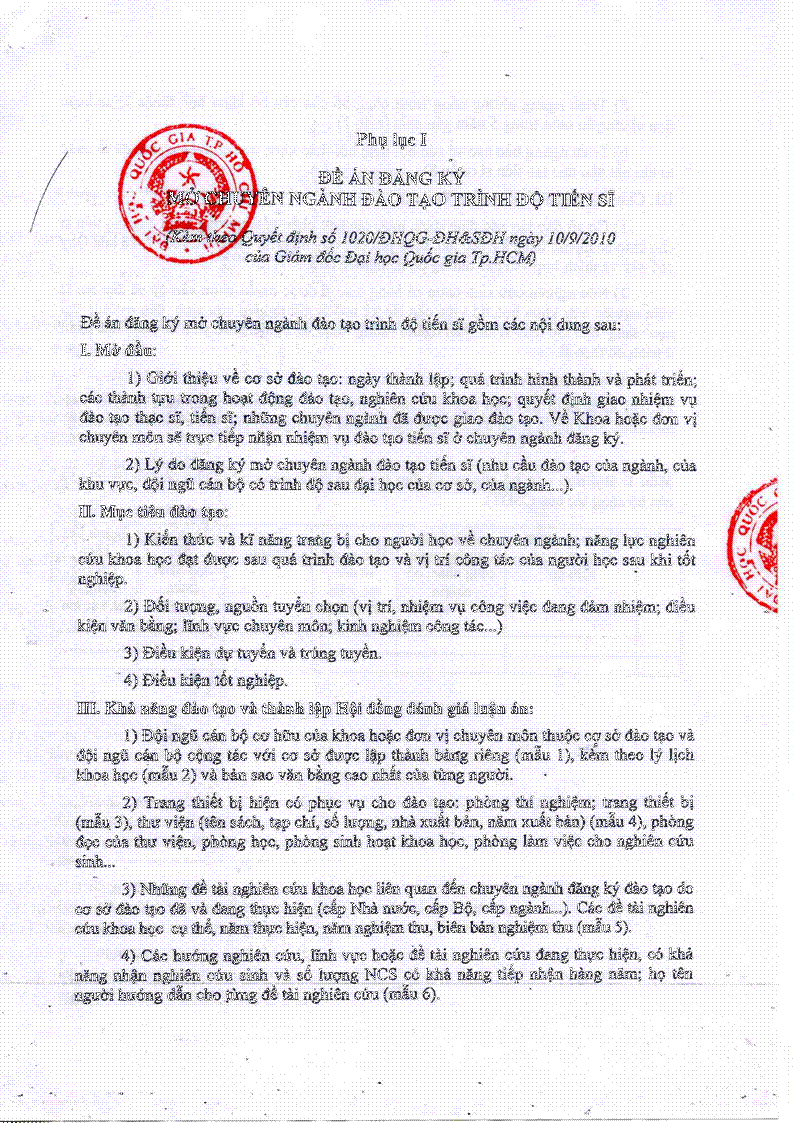 Phụ lục I
ĐỀ ÁN ĐĂNG KÝ
MỞ CHUYÊN NGÀNH ĐÀO TẠO TRÌNH ĐỘ TIẾN SĨ
(Kèm theo Quyết định số 1020/ĐHQG-ĐH&SĐH ngày 10/9/2010
của Giám đốc Đại học Quốc gia Tp.HCM)
Đề án đăng ký mở chuyên ngành đào tạo trình độ tiến sĩ gồm các nội dung sau:
I. Mở đầu:
1) Giới thiệu về cơ sở đào tạo: ngày thành lập; quá trình hình thành và phát triển;
các thành tựu trong hoạt động đào tạo, nghiên cứu khoa học; quyết định giao nhiệm vụ
đào tạo thạc sĩ, tiến sĩ; những chuyên ngành đã được giao đào tạo. Về Khoa hoặc đơn vị
chuyên môn sẽ trực tiếp nhận nhiệm vụ đào tạo tiến sĩ ở chuyên ngành đăng ký.
2) Lý do đăng ký mở chuyên ngành đào tạo tiến sĩ (nhu cầu đào tạo của ngành, của
khu vực, đội ngũ cán bộ có trình độ sau đại học của cơ sở, của ngành...).
II. Mục tiêu đào tạo:
1) Kiến thức và kĩ năng trang bị cho người học về chuyên ngành; năng lực nghiên
cứu khoa học đạt được sau quá trình đào tạo và vị trí công tác của người học sau khi tốt
nghiệp.
2) Đối tượng, nguồn tuyển chọn (vị trí, nhiệm vụ công việc đang đảm nhiệm; điều
kiện văn bằng; lĩnh vực chuyên môn; kinh nghiệm công tác...)
3) Điều kiện dự tuyển và trúng tuyển.
4) Điều kiện tốt nghiệp.
III. Khả năng đào tạo và thành lập Hội đồng đánh giá luận án:
1) Đội ngũ cán bộ cơ hữu của khoa hoặc đơn vị chuyên môn thuộc cơ sở đào tạo và
đội ngũ cán bộ cộng tác với cơ sở được lập thành bảng riêng (mẫu 1), kèm theo lý lịch
khoa học (mẫu 2) và bản sao văn bằng cao nhất của từng người.
2) Trang thiết bị hiện có phục vụ cho đào tạo: phòng thí nghiệm; trang thiết bị
(mẫu 3), thư viện (tên sách, tạp chí, số lượng, nhà xuất bản, năm xuất bản) (mẫu 4), phòng
đọc của thư viện, phòng học, phòng sinh hoạt khoa học, phòng làm việc cho nghiên cứu
sinh...
3) Những đề tài nghiên cứu khoa học liên quan đến chuyên ngành đăng ký đào tạo do
cơ sở đào tạo đã và đang thực hiện (cấp Nhà nước, cấp Bộ, cấp ngành...). Các đề tài nghiên
cứu khoa học cụ thể, năm thực hiện, năm nghiệm thu, biên bản nghiệm thu (mẫu 5).
4) Các hướng nghiên cứu, lĩnh vực hoặc đề tài nghiên cứu đang thực hiện, có khả
năng nhận nghiên cứu sinh và số lượng NCS có khả năng tiếp nhận hàng năm; họ tên
người hướng dẫn cho từng đề tài nghiên cứu (mẫu 6).
ĐẠI HỌC QUỐC GIA TP HỒ CHÍ MINH
ĐẠI HỌC QUỐC G